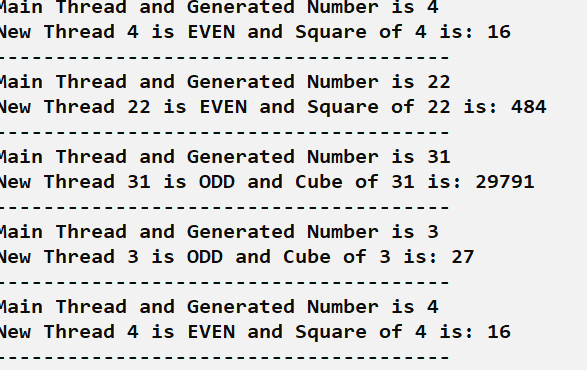 Main Thread and Generated Number is 4
New Thread 4 is EVEN and Square of 4 is: 16
--------------------------------------
Main Thread and Generated Number is 22
New Thread 22 is EVEN and Square of 22 is: 484
--------------------------------------
Main Thread and Generated Number is 31
New Thread 31 is ODD and Cube of 31 is: 29791
--------------------------------------
Main Thread and Generated Number is 3
New Thread 3 is ODD and Cube of 3 is: 27
--------------------------------------
Main Thread and Generated Number is 4
New Thread 4 is EVEN and Square of 4 is: 16
--------------------------------------